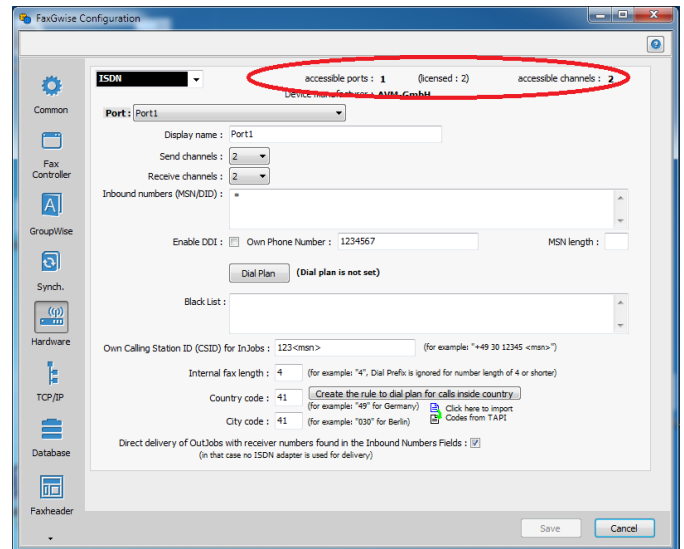 FaxGwise Configuration
ISDN accessible ports : 1 (licensed : 2) accessible channels : 2
Device manufacturer : AVM-GmbH
Common
Port : Port1
Display name : Port1
Fax Controller
Send channels : 2
Receive channels : 2
Inbound numbers (MSN/DID) : *
GroupWise
Enable DDI : Own Phone Number : 1234567 MSN length :
Dial Plan (Dial plan is not set)
Synch.
Black List :
Hardware
Own Calling Station ID (CSID) for InJobs : 123<msn> (for example: "+49 30 12345 <msn>")
Internal fax length : 4 (for example: "4", Dial Prefix is ignored for number length of 4 or shorter)
TCP/IP
Country code : 41 Create the rule to dial plan for calls inside country
(for example: "49" for Germany) Click here to import
City code : 41 (for example: "030" for Berlin) Codes from TAPI
Database
Direct delivery of OutJobs with receiver numbers found in the Inbound Numbers Fields :
(in that case no ISDN adapter is used for delivery)
Faxheader
Save Cancel